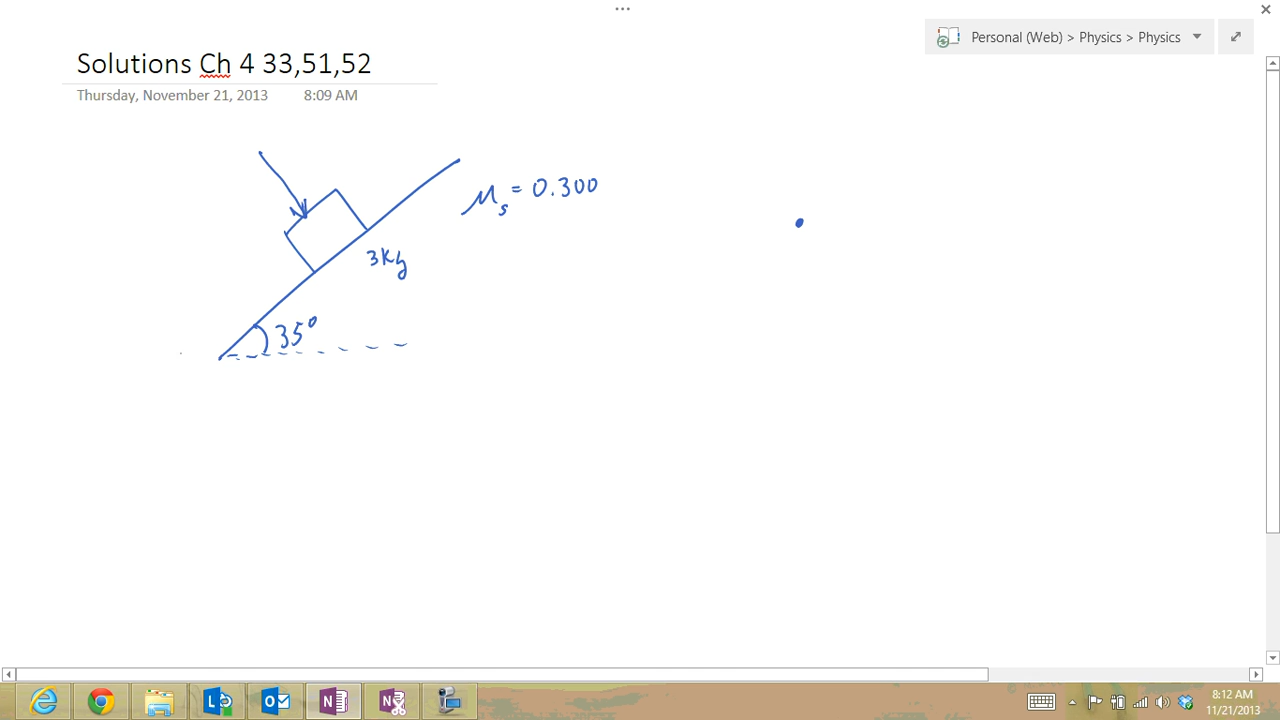 ...
Personal (Web) > Physics > Physics
Solutions Ch 4 33,51,52
Thursday, November 21, 2013 8:09 AM
μs = 0.300
3kg
35°
8:12 AM
11/21/2013